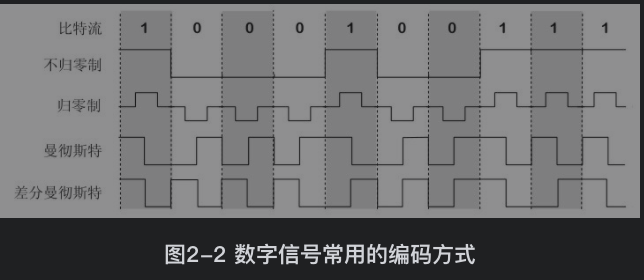 比特流 1 0 0 0 1 0 0 1 1 1
不归零制
归零制
曼彻斯特
差分曼彻斯特
图2-2 数字信号常用的编码方式